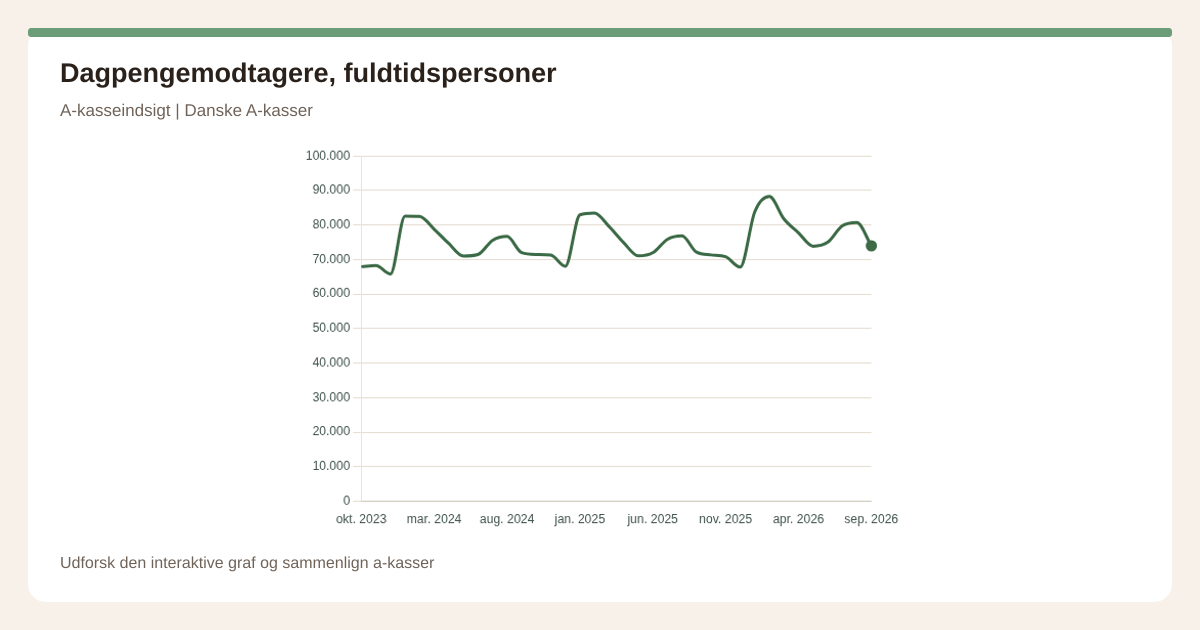 Dagpengemodtagere, fuldtidspersoner
A-kasseindsigt | Danske A-kasser
100.000
90.000
80.000
70.000
60.000
50.000
40.000
30.000
20.000
10.000
0
okt. 2023 mar. 2024 aug. 2024 jan. 2025 jun. 2025 nov. 2025 apr. 2026 sep. 2026
Udforsk den interaktive graf og sammenlign a-kasser